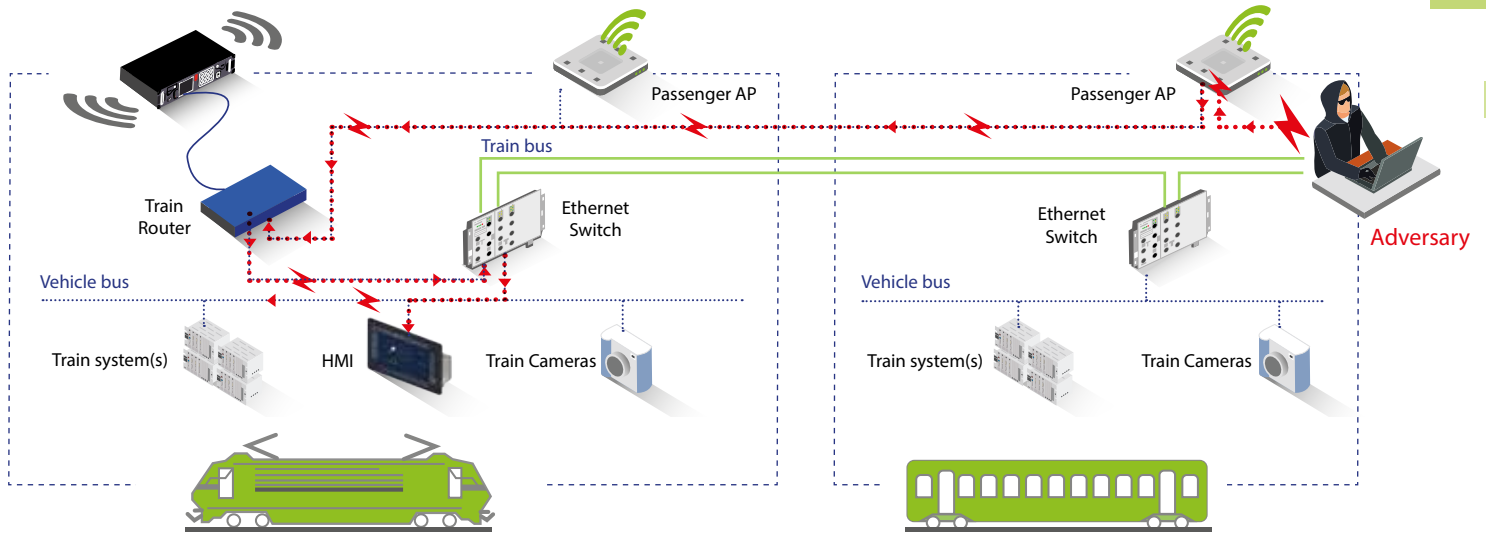 Passenger AP
Passenger AP
Train bus
Train
Router
Ethernet
Switch
Ethernet
Switch
Adversary
Vehicle bus
Vehicle bus
Train system(s)
HMI
Train Cameras
Train system(s)
Train Cameras